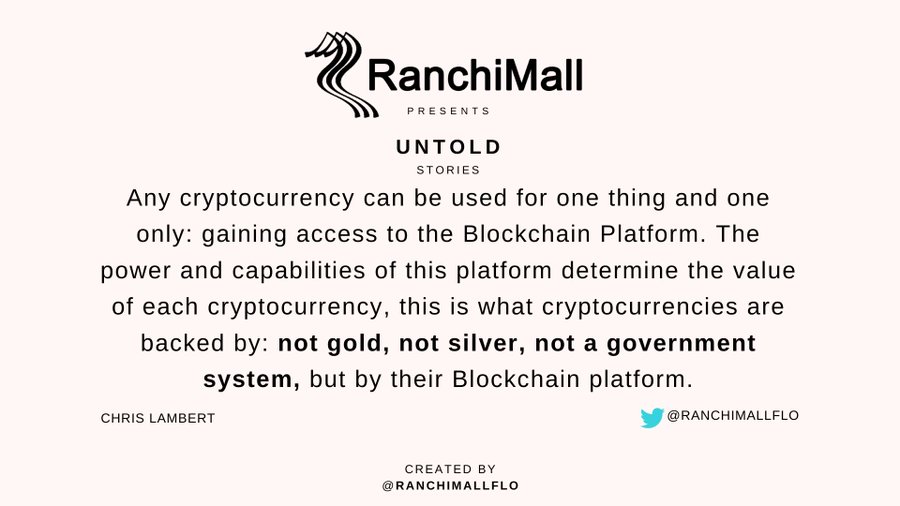 RanchiMall
PRESENTS
UNTOLD
STORIES
Any cryptocurrency can be used for one thing and one
only: gaining access to the Blockchain Platform. The
power and capabilities of this platform determine the value
of each cryptocurrency, this is what cryptocurrencies are
backed by: not gold, not silver, not a government
system, but by their Blockchain platform.
CHRIS LAMBERT
@RANCHIMALLFLO
CREATED BY
@RANCHIMALLFLO